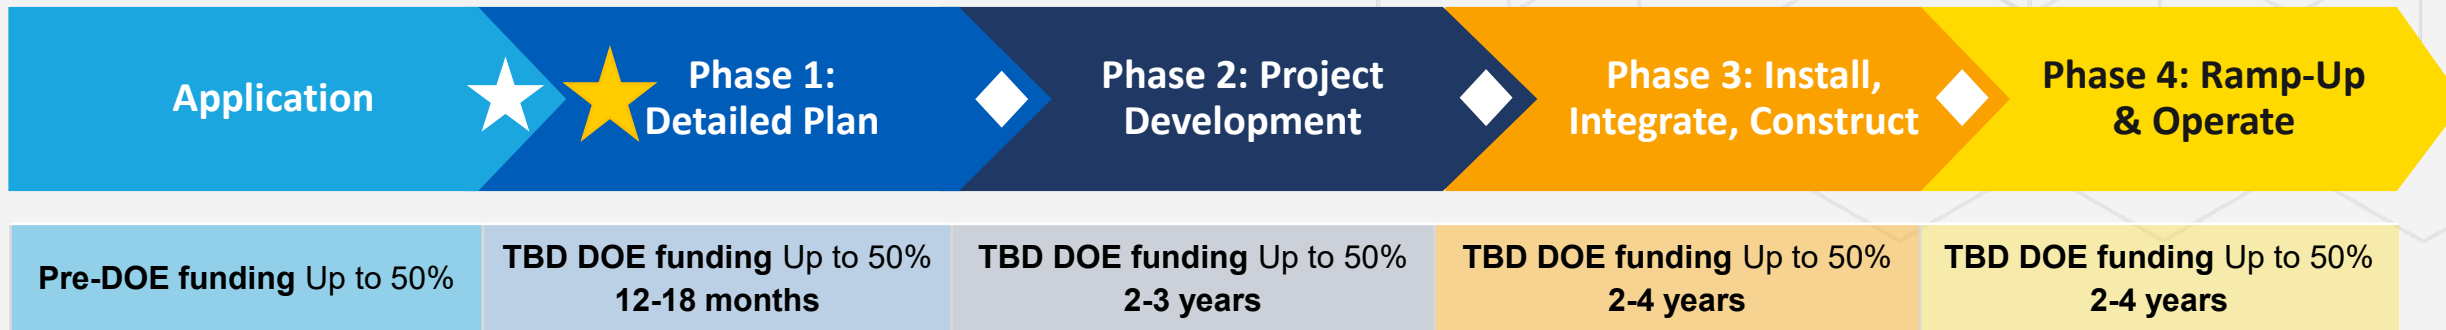 Application
Phase 1:
Detailed Plan
Phase 2: Project
Development
Phase 3: Install,
Integrate, Construct
Phase 4: Ramp-Up
& Operate
Pre-DOE funding Up to 50%
TBD DOE funding Up to 50%
12-18 months
TBD DOE funding Up to 50%
2-3 years
TBD DOE funding Up to 50%
2-4 years
TBD DOE funding Up to 50%
2-4 years